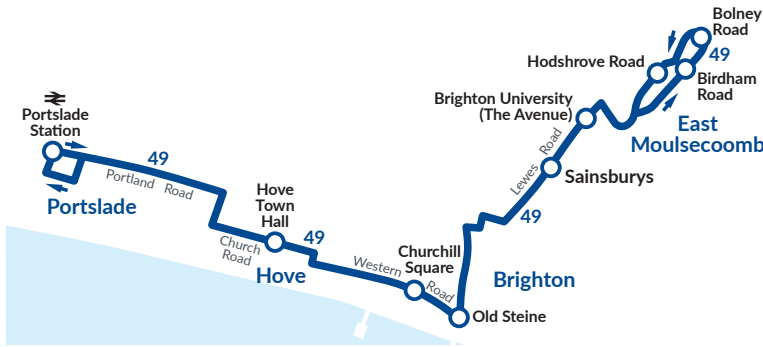 Bolney
Road
49
Hodshrove Road
Birdham
Road
Brighton University
(The Avenue)
East
Moulsecoomb
Portslade
Station
49
Portland Road
Portslade
Lewes Road
Sainsburys
49
Hove
Town
Hall
49
Church
Road
Hove
Western Road
Churchill
Square
Brighton
Old Steine